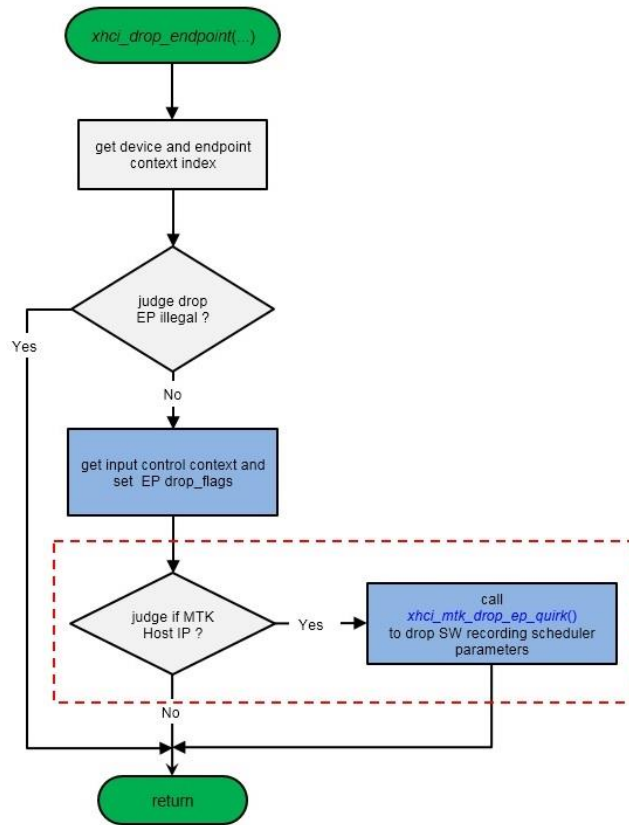 xhci_drop_endpoint(...)
get device and endpoint
context index
judge drop
EP illegal ?
Yes
No
get input control context and
set EP drop_flags
judge if MTK
Host IP ?
Yes
call
xhci_mtk_drop_ep_quirk()
to drop SW recording scheduler
parameters
No
return